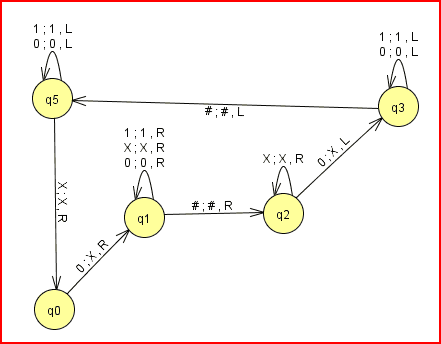 1 ; 1 , L
0 ; 0 , L
q5
1 ; 1 , L
0 ; 0 , L
q3
# ; # , L
1 ; 1 , R
X ; X , R
0 ; 0 , R
q1
# ; # , R
X ; X , R
q2
0 ; X , L
X ; X , R
0 ; X , R
q0